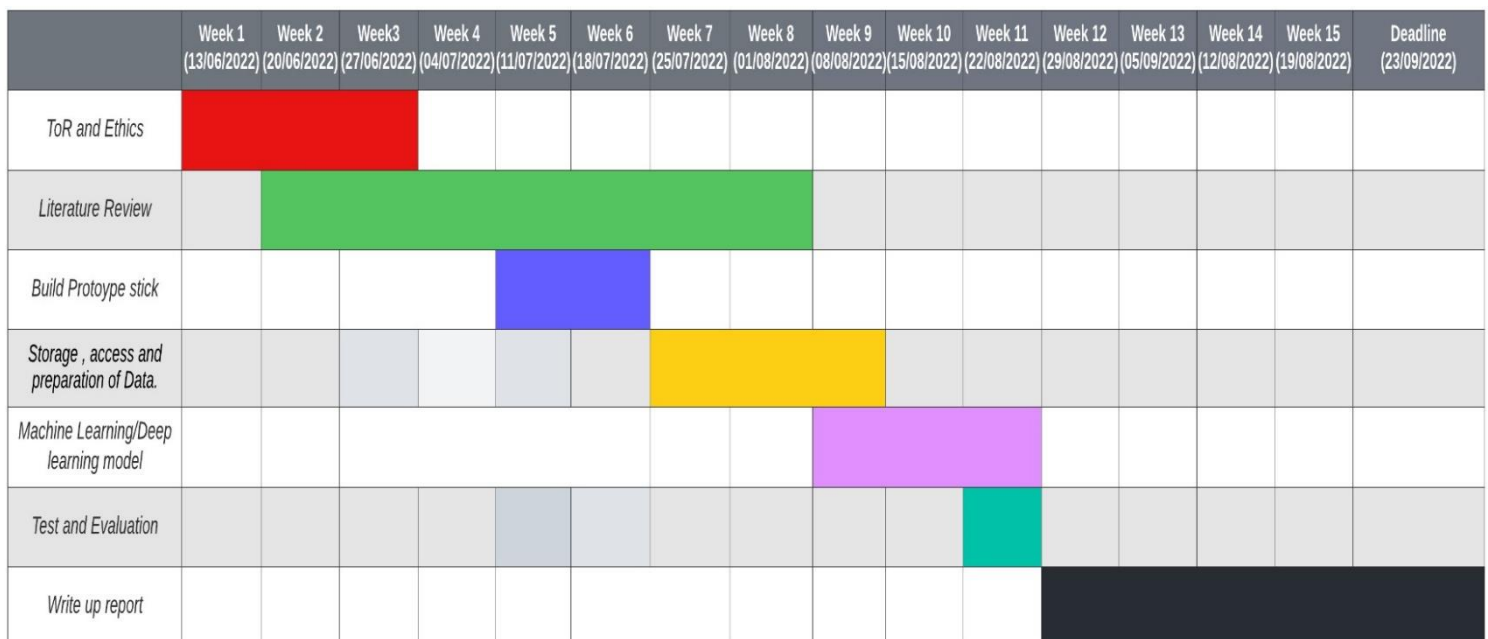 Week 1 Week 2 Week3 Week 4 Week 5 Week 6 Week 7 Week 8 Week 9 Week 10 Week 11 Week 12 Week 13 Week 14 Week 15 Deadline
(13/06/2022) (20/06/2022) (27/06/2022) (04/07/2022) (11/07/2022) (18/07/2022) (25/07/2022) (01/08/2022) (08/08/2022) (15/08/2022) (22/08/2022) (29/08/2022) (05/09/2022) (12/08/2022) (19/08/2022) (23/09/2022)
ToR and Ethics
Literature Review
Build Protoype stick
Storage , access and
preparation of Data.
Machine Learning/Deep
learning model
Test and Evaluation
Write up report